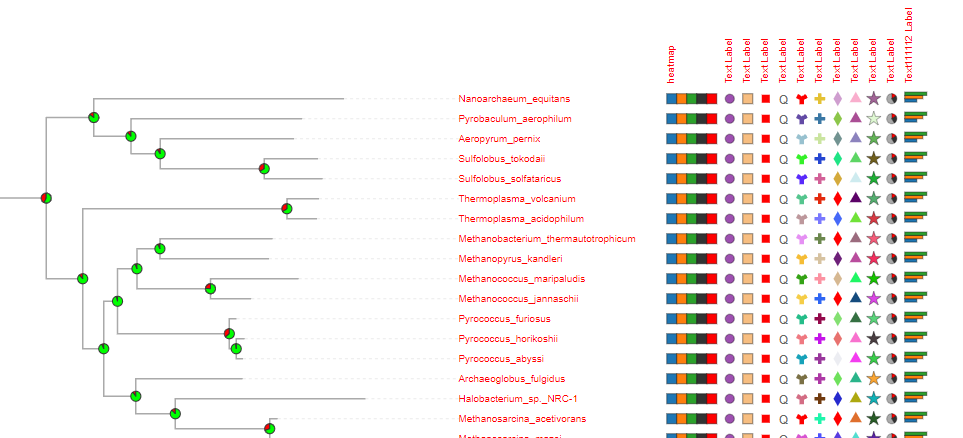 heatmap
Text Label
Text Label
Text Label
Text Label
Text Label
Text Label
Text Label
Text Label
Text Label
Text Label
Text111112 Label
Nanoarchaeum_equitans
Q
Pyrobaculum_aerophilum
Q
Aeropyrum_pernix
Q
Sulfolobus_tokodaii
Q
Sulfolobus_solfataricus
Q
Thermoplasma_volcanium
Q
Thermoplasma_acidophilum
Q
Methanobacterium_thermautotrophicum
Q
Methanopyrus_kandleri
Q
Methanococcus_maripaludis
Q
Methanococcus_jannaschii
Q
Pyrococcus_furiosus
Q
Pyrococcus_horikoshii
Q
Pyrococcus_abyssi
Q
Archaeoglobus_fulgidus
Q
Halobacterium_sp._NRC-1
Q
Methanosarcina_acetivorans
Q